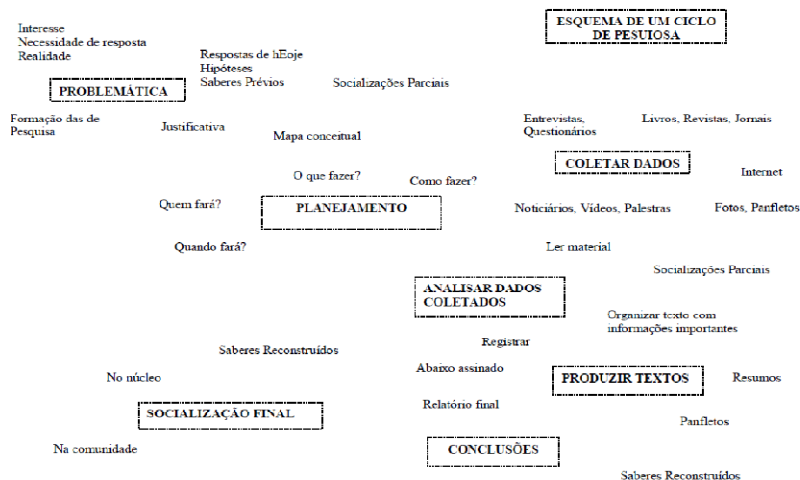 ESQUEMA DE UM CICLO
DE PESUIOSA
Interesse
Necessidade de resposta
Realidade
Respostas de hEoje
Hipóteses
Saberes Prévios
Socializações Parciais
PROBLEMÁTICA
Formação das de
Pesquisa
Justificativa
Mapa conceitual
Entrevistas,
Questionários
Livros, Revistas, Jornais
COLETAR DADOS
Internet
O que fazer?
Como fazer?
Quem fará?
PLANEJAMENTO
Noticiários, Vídeos, Palestras
Fotos, Panfletos
Quando fará?
Ler material
Socializações Parciais
ANALISAR DADOS
COLETADOS
Organizar texto com
informações importantes
Registrar
Saberes Reconstruídos
Abaixo assinado
No núcleo
PRODUZIR TEXTOS
Resumos
Relatório final
SOCIALIZAÇÃO FINAL
Panfletos
Na comunidade
CONCLUSÕES
Saberes Reconstruídos